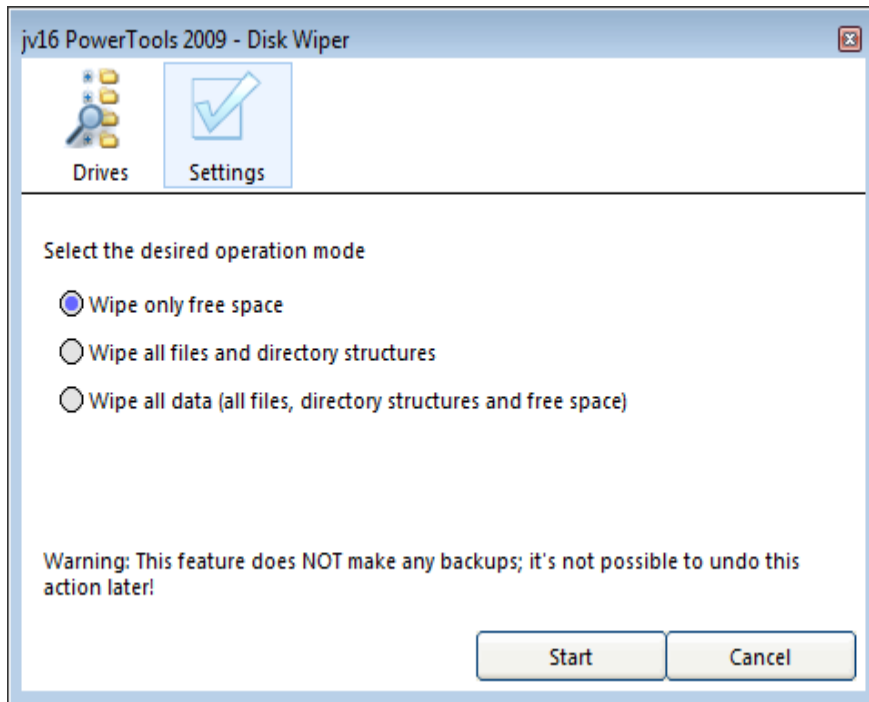 jv16 PowerTools 2009 - Disk Wiper
Drives Settings
Select the desired operation mode
Wipe only free space
Wipe all files and directory structures
Wipe all data (all files, directory structures and free space)
Warning: This feature does NOT make any backups; it's not possible to undo this
action later!
Start Cancel